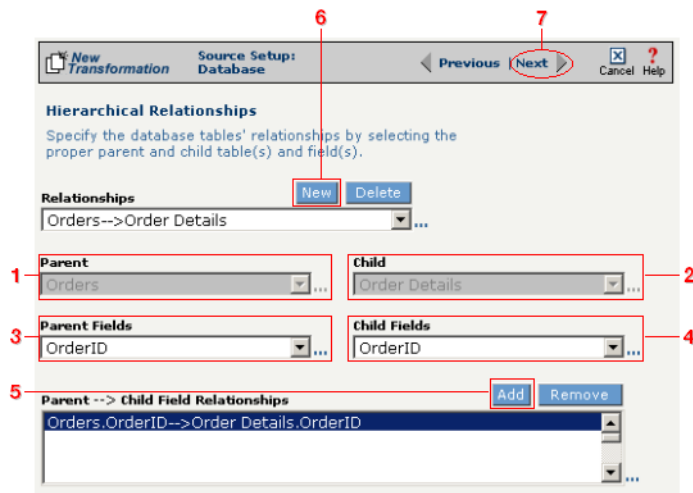 6
7
New Transformation
Source Setup: Database
Previous
Next
Cancel
Help
Hierarchical Relationships
Specify the database tables' relationships by selecting the
proper parent and child table(s) and field(s).
Relationships
New
Delete
Orders-->Order Details
...
1
Parent
Orders
...
Child
Order Details
...
2
3
Parent Fields
OrderID
...
Child Fields
OrderID
...
4
5
Parent --> Child Field Relationships
Add
Remove
Orders.OrderID-->Order Details.OrderID
...